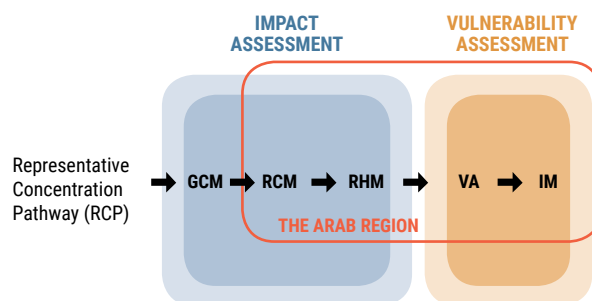 IMPACT
ASSESSMENT
VULNERABILITY
ASSESSMENT
Representative
Concentration
Pathway (RCP)
GCM
RCM
RHM
VA
IM
THE ARAB REGION